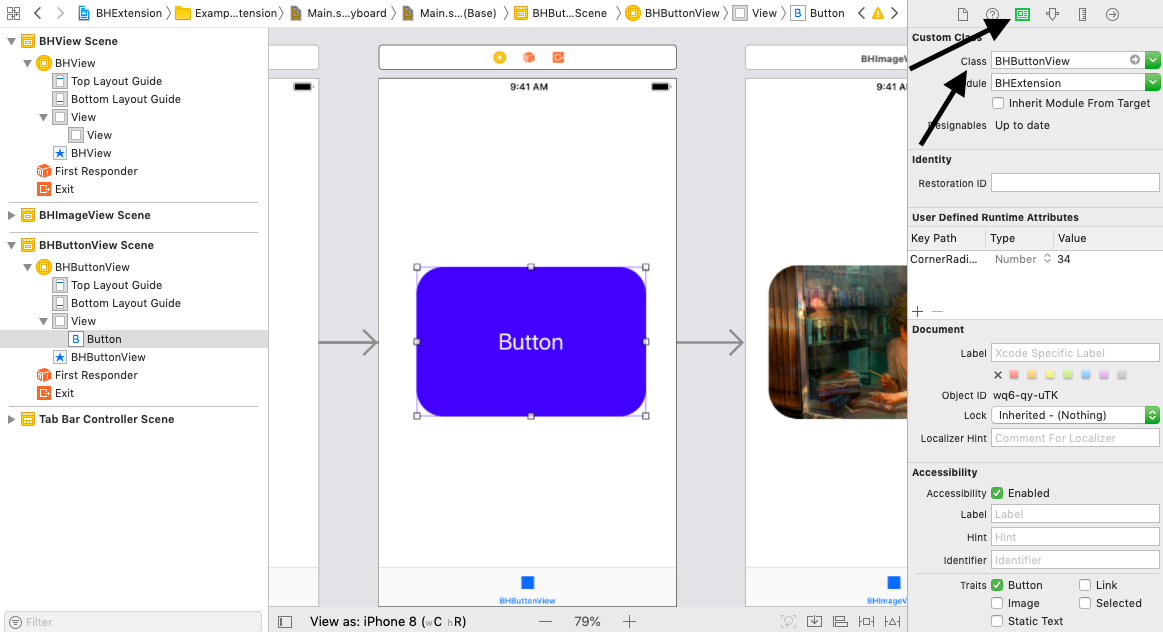 BHExtension
Examp...tension
Main.s...yboard
Main.s...(Base)
BHBut...Scene
BHButtonView
View
B Button
BHView Scene
BHView
Top Layout Guide
Bottom Layout Guide
View
View
BHView
First Responder
Exit
BHImageView Scene
BHButtonView Scene
BHButtonView
Top Layout Guide
Bottom Layout Guide
View
B Button
BHButtonView
First Responder
Exit
Tab Bar Controller Scene
Filter
9:41 AM
Button
BHButtonView
BHImageV
9:41 A
BHImageV
View as: iPhone 8 (wC hR)
79%
Custom Class
Class BHButtonView
dule BHExtension
Inherit Module From Target
Designables Up to date
Identity
Restoration ID
User Defined Runtime Attributes
Key Path Type Value
CornerRadi... Number 34
Document
Label Xcode Specific Label
Object ID wq6-qy-uTK
Lock Inherited - (Nothing)
Localizer Hint Comment For Localizer
Accessibility
Accessibility Enabled
Label Label
Hint Hint
Identifier Identifier
Traits Button Link
Image Selected
Static Text